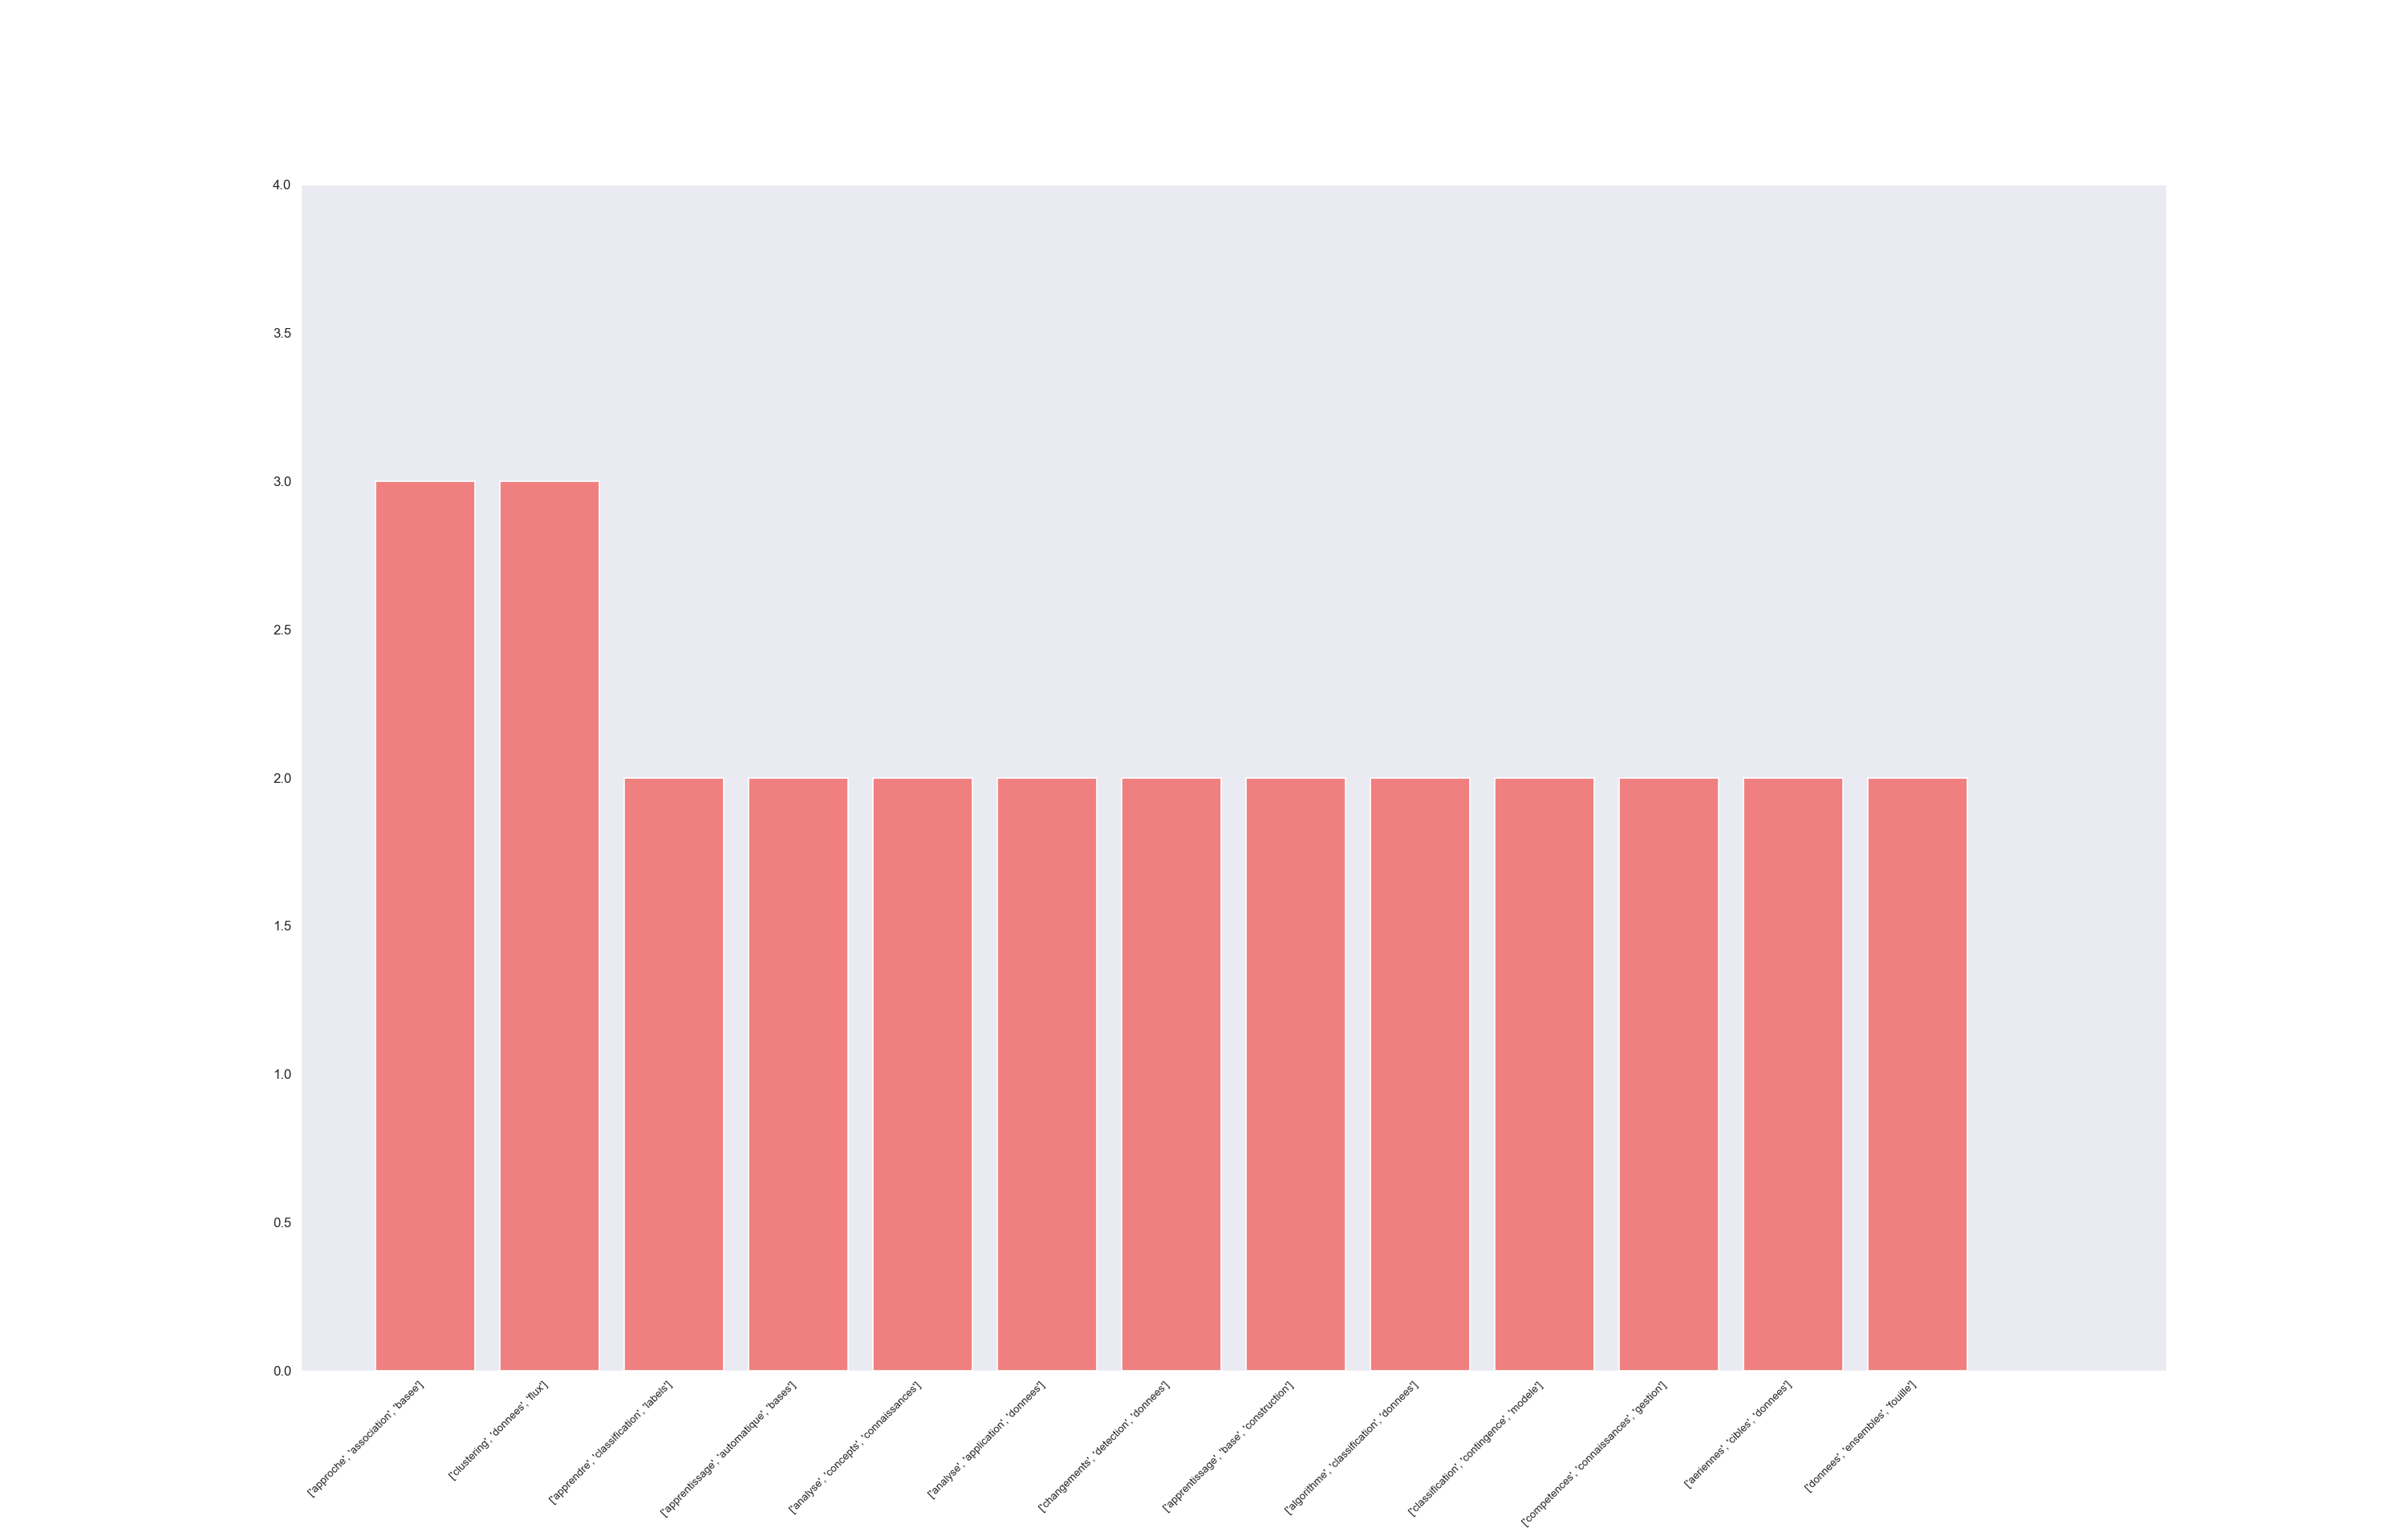 4.0
3.5
3.0
2.5
2.0
1.5
1.0
0.5
0.0
['approche', 'association', 'basee']
['clustering', 'donnees', 'flux']
['apprendre', 'classification', 'labels']
['apprentissage', 'automatique', 'bases']
['analyse', 'concepts', 'connaissances']
['analyse', 'application', 'donnees']
['changements', 'detection', 'donnees']
['apprentissage', 'base', 'construction']
['algorithme', 'classification', 'donnees']
['classification', 'contingence', 'modele']
['competences', 'connaissances', 'gestion']
['aeriennes', 'cibles', 'donnees']
['donnees', 'ensembles', 'fouille']